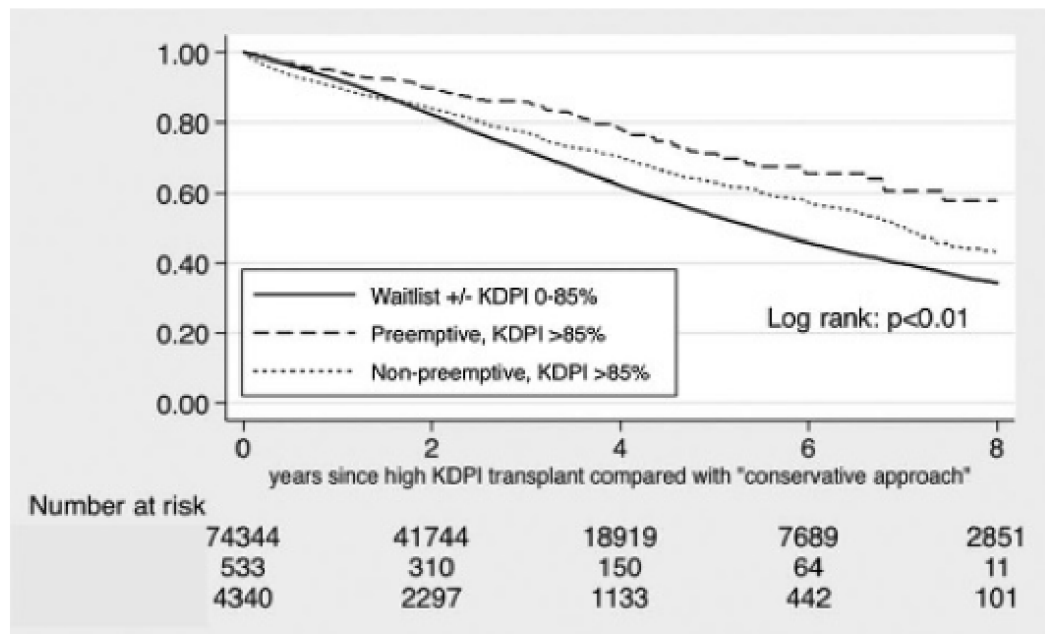 1.00
0.80
0.60
0.40
0.20
0.00
Waitlist +/- KDPI 0-85%
Preemptive, KDPI >85%
Non-preemptive, KDPI >85%
Log rank: p<0.01
0 2 4 6 8
years since high KDPI transplant compared with "conservative approach"
Number at risk
74344 41744 18919 7689 2851
533 310 150 64 11
4340 2297 1133 442 101